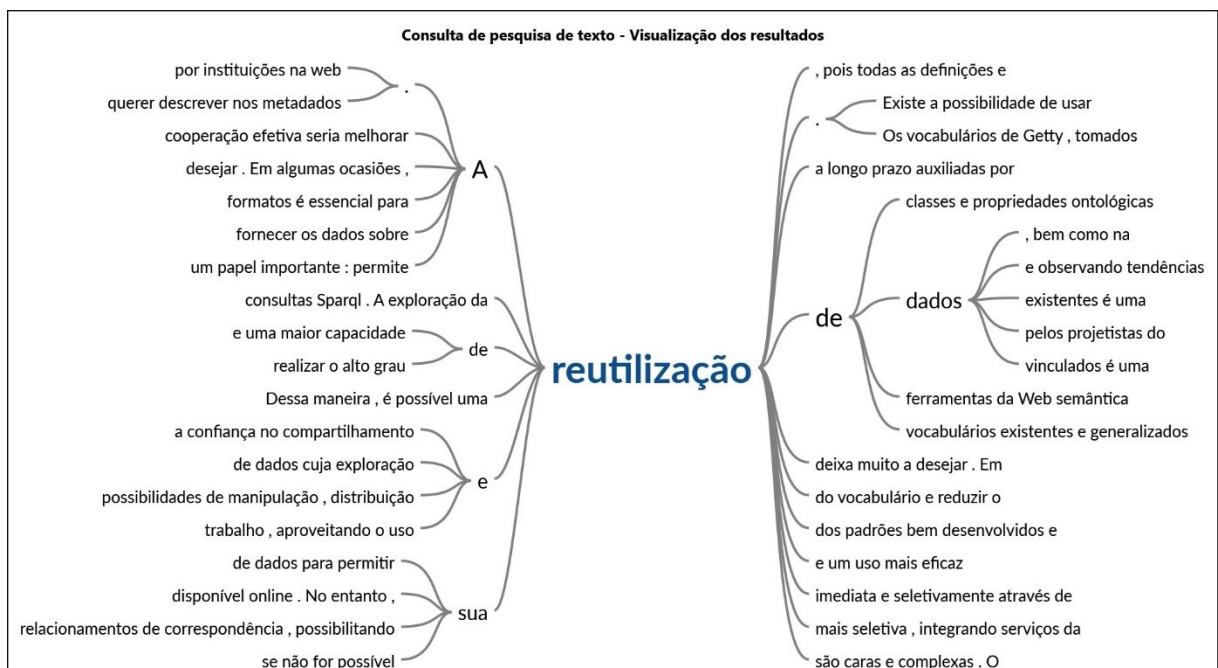 Consulta de pesquisa de texto - Visualização dos resultados
por instituições na web
querer descrever nos metadados
.
cooperação efetiva seria melhorar
desejar . Em algumas ocasiões ,
formatos é essencial para
fornecer os dados sobre
um papel importante : permite
A
consultas Sparql . A exploração da
e uma maior capacidade
realizar o alto grau
de
Dessa maneira , é possível uma
a confiança no compartilhamento
de dados cuja exploração
possibilidades de manipulação , distribuição
trabalho , aproveitando o uso
e
de dados para permitir
disponível online . No entanto ,
relacionamentos de correspondência , possibilitando
se não for possível
sua
reutilização
, pois todas as definições e
.
Existe a possibilidade de usar
Os vocabulários de Getty , tomados
a longo prazo auxiliadas por
de
classes e propriedades ontológicas
dados
, bem como na
e observando tendências
existentes é uma
pelos projetistas do
vinculados é uma
ferramentas da Web semântica
vocabulários existentes e generalizados
deixa muito a desejar . Em
do vocabulário e reduzir o
dos padrões bem desenvolvidos e
e um uso mais eficaz
imediata e seletivamente através de
mais seletiva , integrando serviços da
são caras e complexas . O